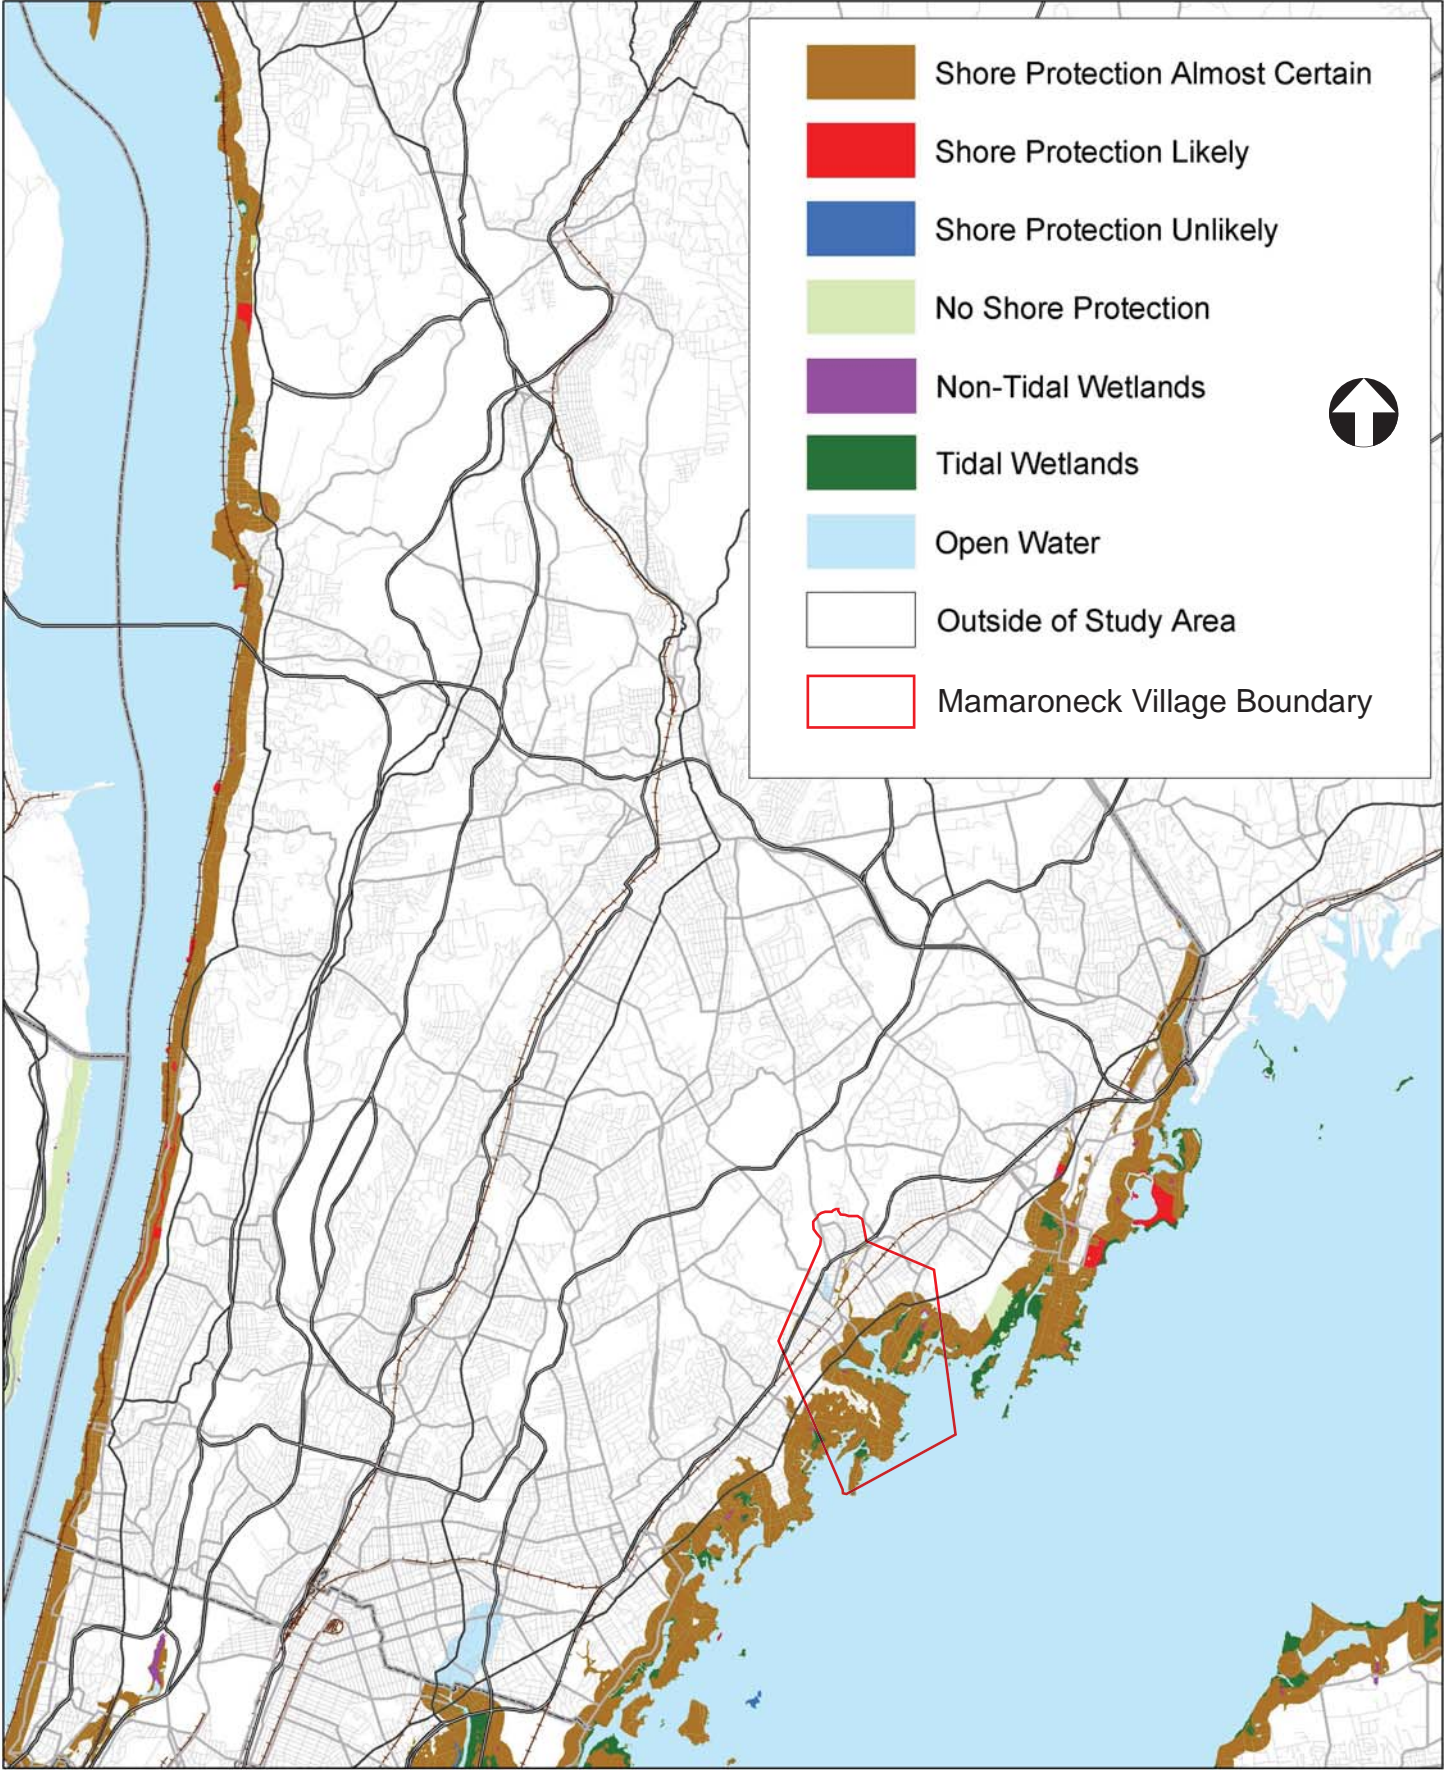 Shore Protection Almost Certain
Shore Protection Likely
Shore Protection Unlikely
No Shore Protection
Non-Tidal Wetlands
Tidal Wetlands
Open Water
Outside of Study Area
Mamaroneck Village Boundary